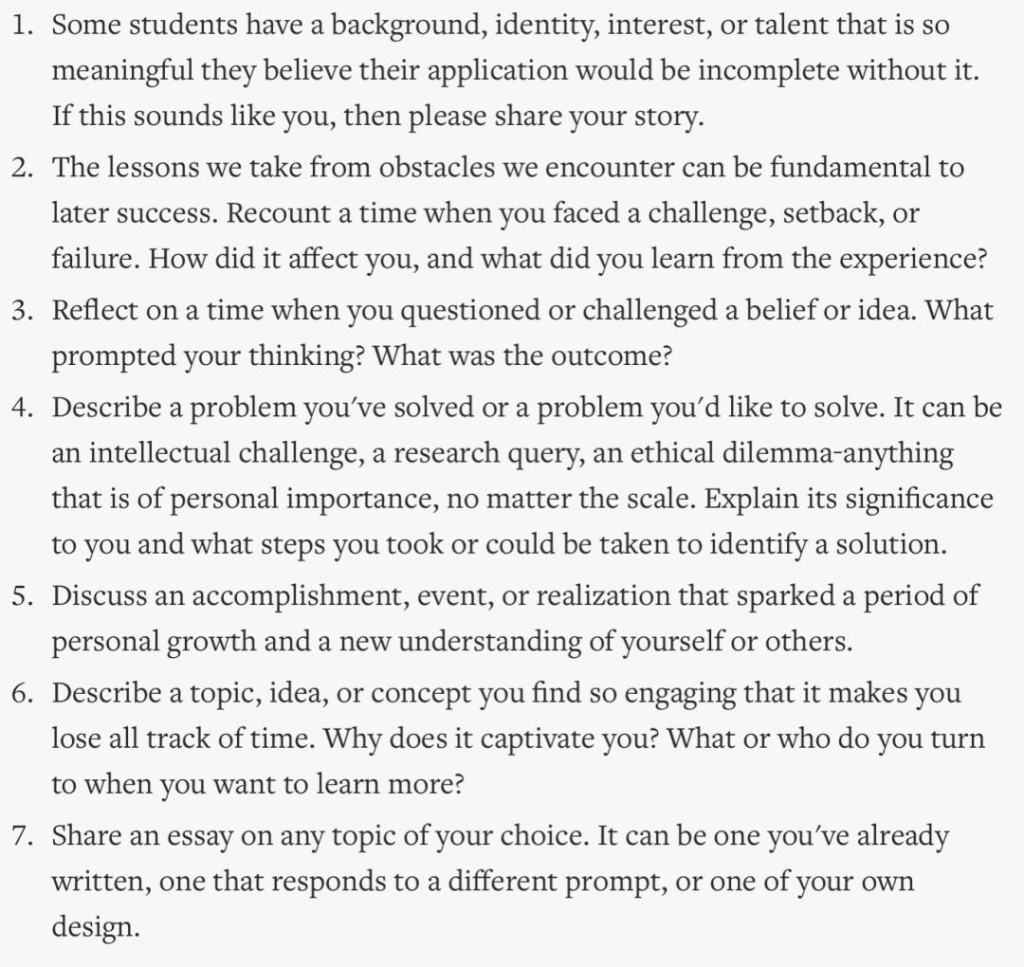 1. Some students have a background, identity, interest, or talent that is so
meaningful they believe their application would be incomplete without it.
If this sounds like you, then please share your story.
2. The lessons we take from obstacles we encounter can be fundamental to
later success. Recount a time when you faced a challenge, setback, or
failure. How did it affect you, and what did you learn from the experience?
3. Reflect on a time when you questioned or challenged a belief or idea. What
prompted your thinking? What was the outcome?
4. Describe a problem you′ve solved or a problem you′d like to solve. It can be
an intellectual challenge, a research query, an ethical dilemma-anything
that is of personal importance, no matter the scale. Explain its significance
to you and what steps you took or could be taken to identify a solution.
5. Discuss an accomplishment, event, or realization that sparked a period of
personal growth and a new understanding of yourself or others.
6. Describe a topic, idea, or concept you find so engaging that it makes you
lose all track of time. Why does it captivate you? What or who do you turn
to when you want to learn more?
7. Share an essay on any topic of your choice. It can be one you′ve already
written, one that responds to a different prompt, or one of your own
design.